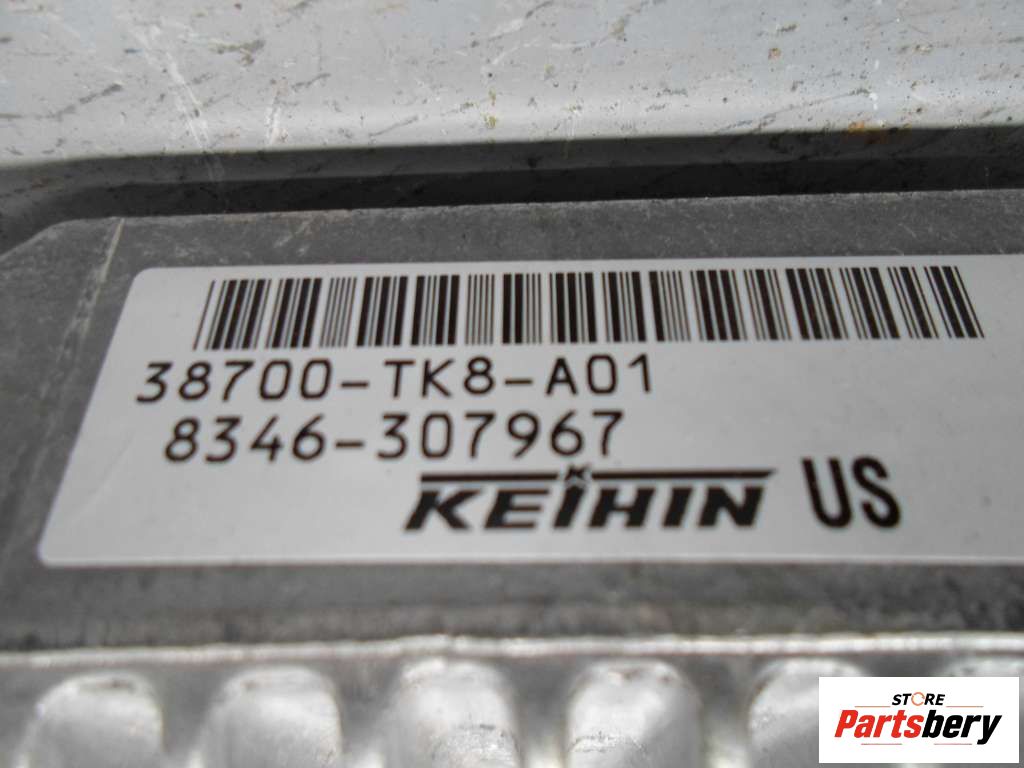 38700-TK8-A01
8346-307967
KEIHIN US
STORE
Partsbery